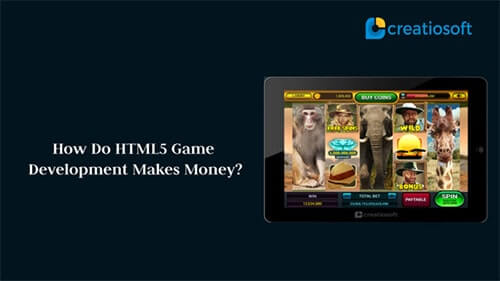 creatiosoft
How Do HTML5 Game
Development Makes Money?
BUY COINS
FREE SPINS
WILD
BONUS
WIN
TOTAL BET
PAYTABLE
SPIN
creatiosoft